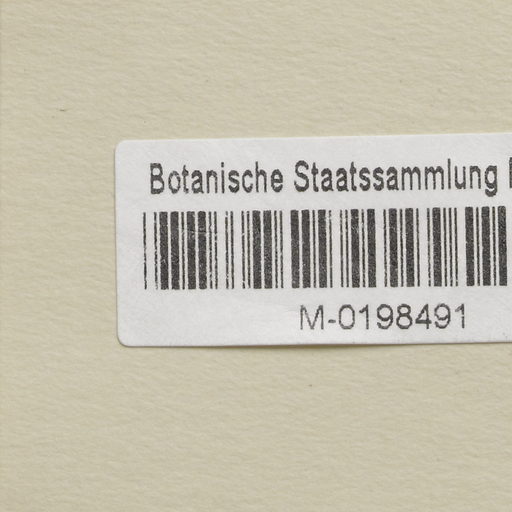 Botanische Staatssammlung
M-0198491